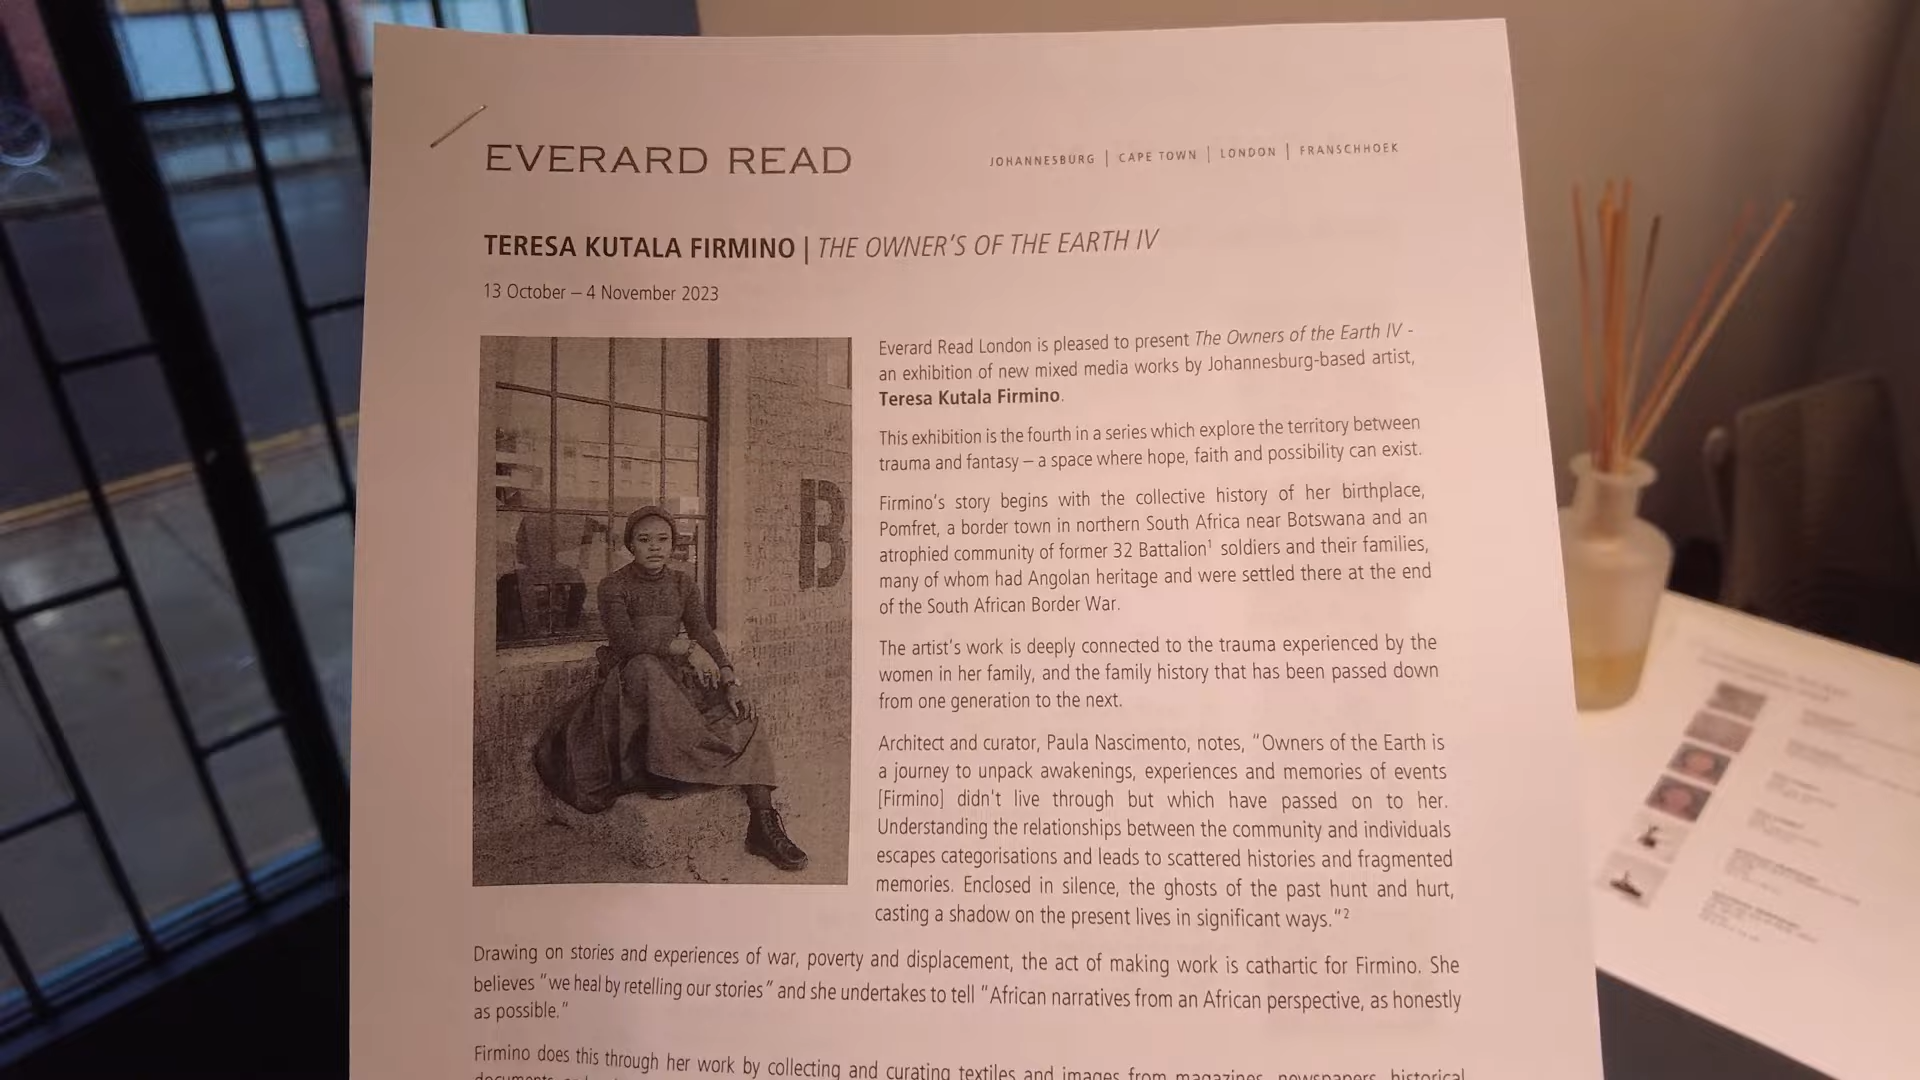 EVERARD READ
JOHANNESBURG | CAPE TOWN | LONDON | FRANSCHHOEK
TERESA KUTALA FIRMINO | THE OWNER'S OF THE EARTH IV
13 October – 4 November 2023
B
Everard Read London is pleased to present The Owners of the Earth IV -
an exhibition of new mixed media works by Johannesburg-based artist,
Teresa Kutala Firmino.
This exhibition is the fourth in a series which explore the territory between
trauma and fantasy – a space where hope, faith and possibility can exist.
Firmino's story begins with the collective history of her birthplace,
Pomfret, a border town in northern South Africa near Botswana and an
atrophied community of former 32 Battalion¹ soldiers and their families,
many of whom had Angolan heritage and were settled there at the end
of the South African Border War.
The artist's work is deeply connected to the trauma experienced by the
women in her family, and the family history that has been passed down
from one generation to the next.
Architect and curator, Paula Nascimento, notes, "Owners of the Earth is
a journey to unpack awakenings, experiences and memories of events
[Firmino] didn't live through but which have passed on to her.
Understanding the relationships between the community and individuals
escapes categorisations and leads to scattered histories and fragmented
memories. Enclosed in silence, the ghosts of the past hunt and hurt,
casting a shadow on the present lives in significant ways."²
Drawing on stories and experiences of war, poverty and displacement, the act of making work is cathartic for Firmino. She
believes "we heal by retelling our stories" and she undertakes to tell "African narratives from an African perspective, as honestly
as possible."
Firmino does this through her work by collecting and curating textiles and images from magazines, newspapers, historical